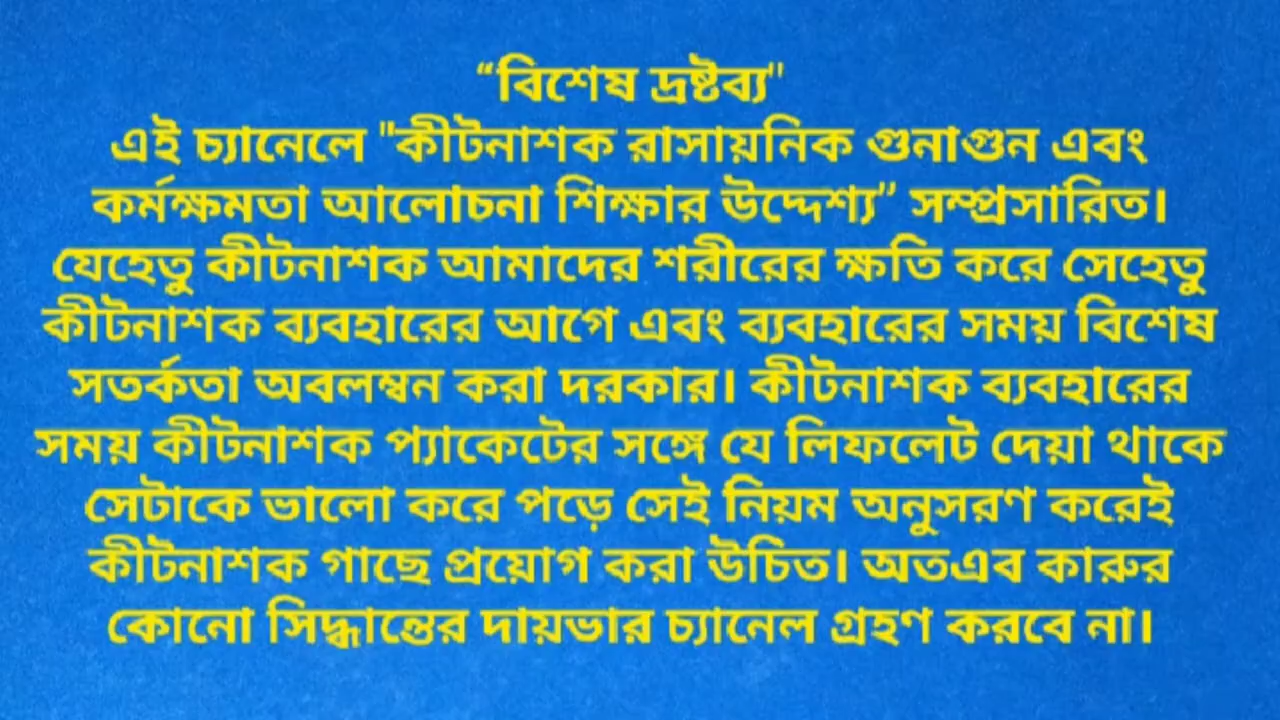 “বিশেষ দ্রষ্টব্য"
এই চ্যানেলে "কীটনাশক রাসায়নিক গুনাগুন এবং
কর্মক্ষমতা আলোচনা শিক্ষার উদ্দেশ্য” সম্প্রসারিত।
যেহেতু কীটনাশক আমাদের শরীরের ক্ষতি করে সেহেতু
কীটনাশক ব্যবহারের আগে এবং ব্যবহারের সময় বিশেষ
সতর্কতা অবলম্বন করা দরকার। কীটনাশক ব্যবহারের
সময় কীটনাশক প্যাকেটের সঙ্গে যে লিফলেট দেয়া থাকে
সেটাকে ভালো করে পড়ে সেই নিয়ম অনুসরণ করেই
কীটনাশক গাছে প্রয়োগ করা উচিত। অতএব কারুর
কোনো সিদ্ধান্তের দায়ভার চ্যানেল গ্রহণ করবে না।